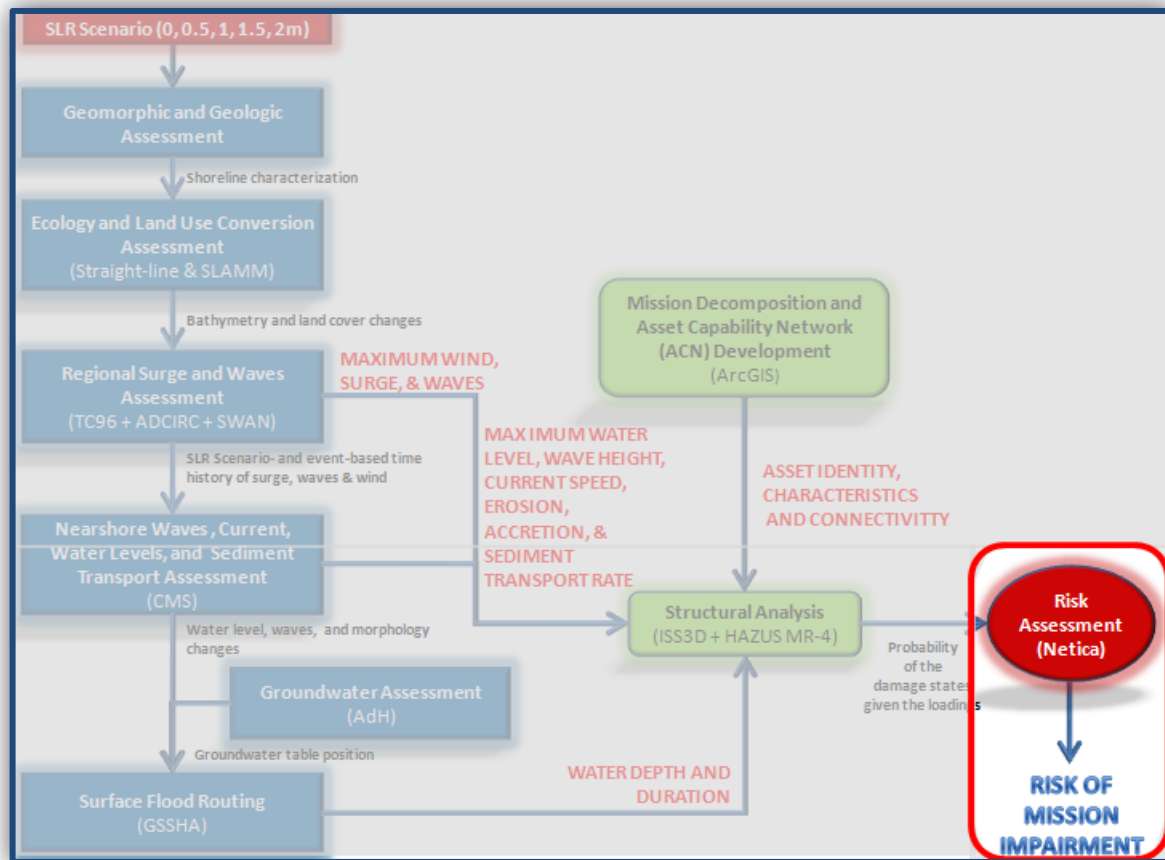 SLR Scenario (0, 0.5, 1, 1.5, 2m)
Geomorphic and Geologic
Assessment
Shoreline characterization
Ecology and Land Use Conversion
Assessment
(Straight-line & SLAMM)
Bathymetry and land cover changes
Regional Surge and Waves
Assessment
(TC96 + ADCIRC + SWAN)
MAXIMUM WIND,
SURGE, & WAVES
SLR Scenario- and event-based time
history of surge, waves & wind
Nearshore Waves , Current,
Water Levels, and Sediment
Transport Assessment
(CMS)
MAXIMUM WATER
LEVEL, WAVE HEIGHT,
CURRENT SPEED,
EROSION,
ACCRETION, &
SEDIMENT
TRANSPORT RATE
Mission Decomposition and
Asset Capability Network
(ACN) Development
(ArcGIS)
ASSET IDENTITY,
CHARACTERISTICS
AND CONNECTIVITTY
Water level, waves, and morphology
changes
Groundwater Assessment
(AdH)
Groundwater table position
Surface Flood Routing
(GSSHA)
WATER DEPTH AND
DURATION
Structural Analysis
(ISS3D + HAZUS MR-4)
Probability
of the
damage states
given the loadings
Risk
Assessment
(Netica)
RISK OF
MISSION
IMPAIRMENT